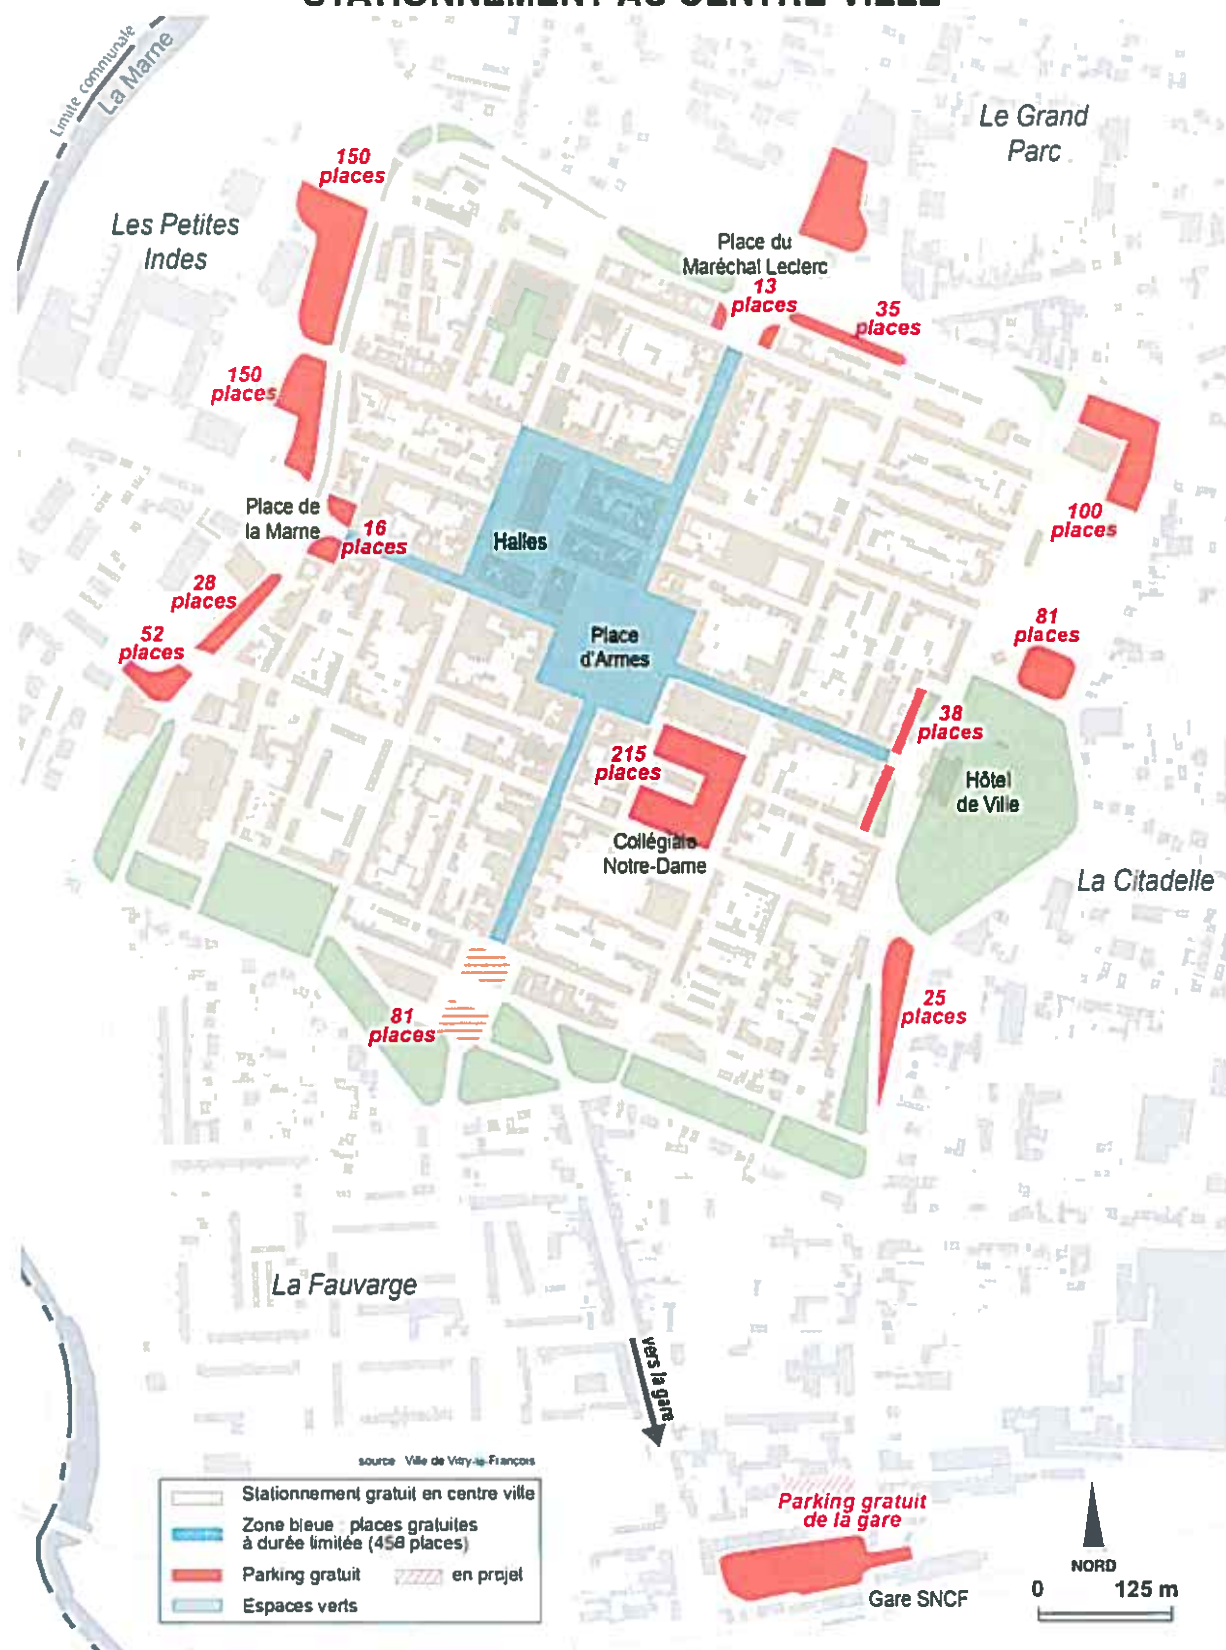 STATIONNEMENT AU CENTRE VILLE
Limite communale
La Marne
Le Grand
Parc
150
places
Les Petites
Indes
Place du
Maréchal Leclerc
13
places
35
places
150
places
Place de
la Marne
16
places
Halles
100
places
28
places
52
places
Place
d'Armes
81
places
38
places
215
places
Hôtel
de Ville
Collégiale
Notre-Dame
La Citadelle
25
places
81
places
La Fauvarge
vers la gare
source Ville de Vitry-le-François
Stationnement gratuit en centre ville
Zone bleue : places gratuites
à durée limitée (458 places)
Parking gratuit
en projet
Espaces verts
Parking gratuit
de la gare
Gare SNCF
NORD
0 125 m